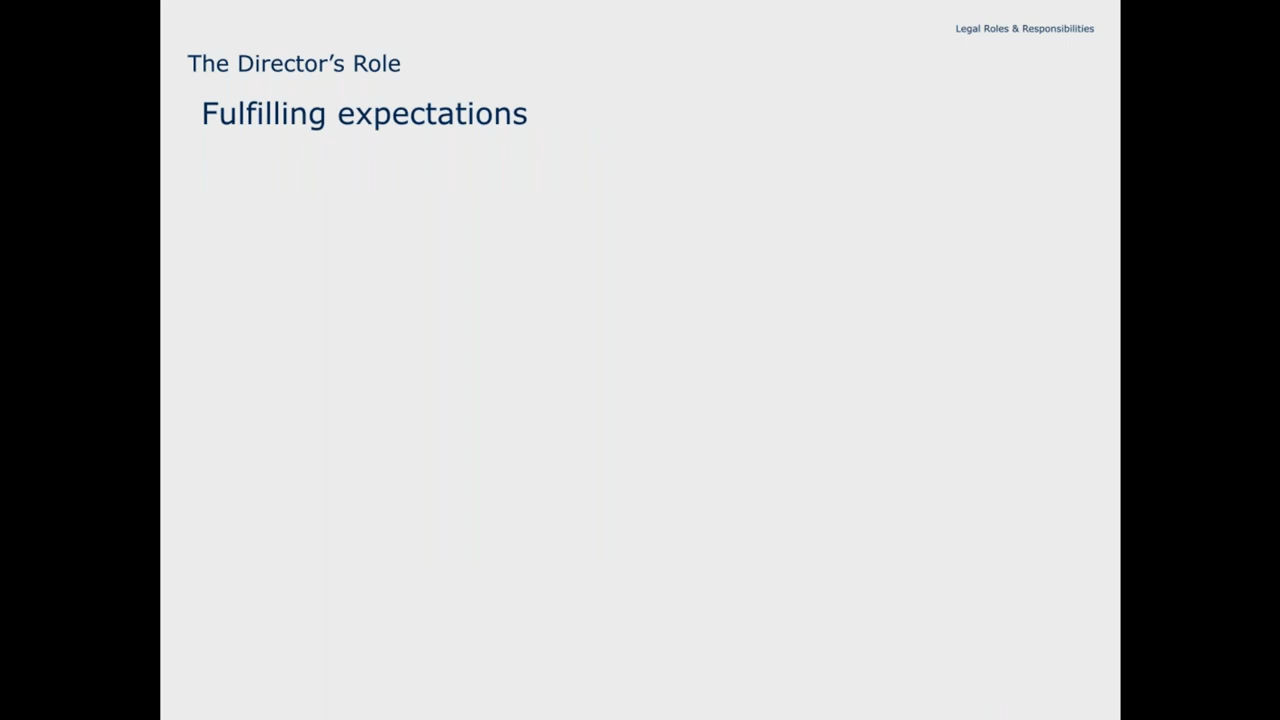 Legal Roles & Responsibilities
The Director’s Role
Fulfilling expectations